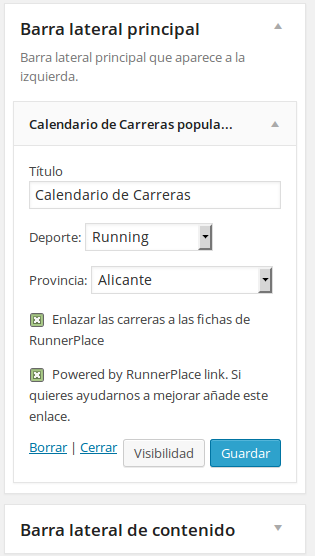 Barra lateral principal
Barra lateral principal que aparece a la
izquierda.
Calendario de Carreras popula...
Título
Calendario de Carreras
Deporte: Running
Provincia: Alicante
Enlazar las carreras a las fichas de
RunnerPlace
Powered by RunnerPlace link. Si
quieres ayudarnos a mejorar añade este
enlace.
Borrar | Cerrar Visibilidad Guardar
Barra lateral de contenido